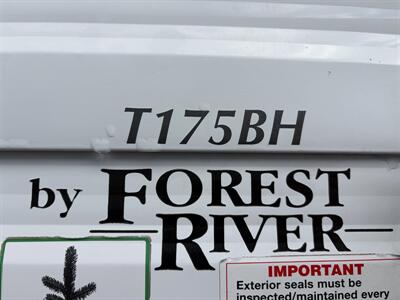 T175BH
by FOREST
RIVER
IMPORTANT
Exterior seals must be
inspected/maintained every